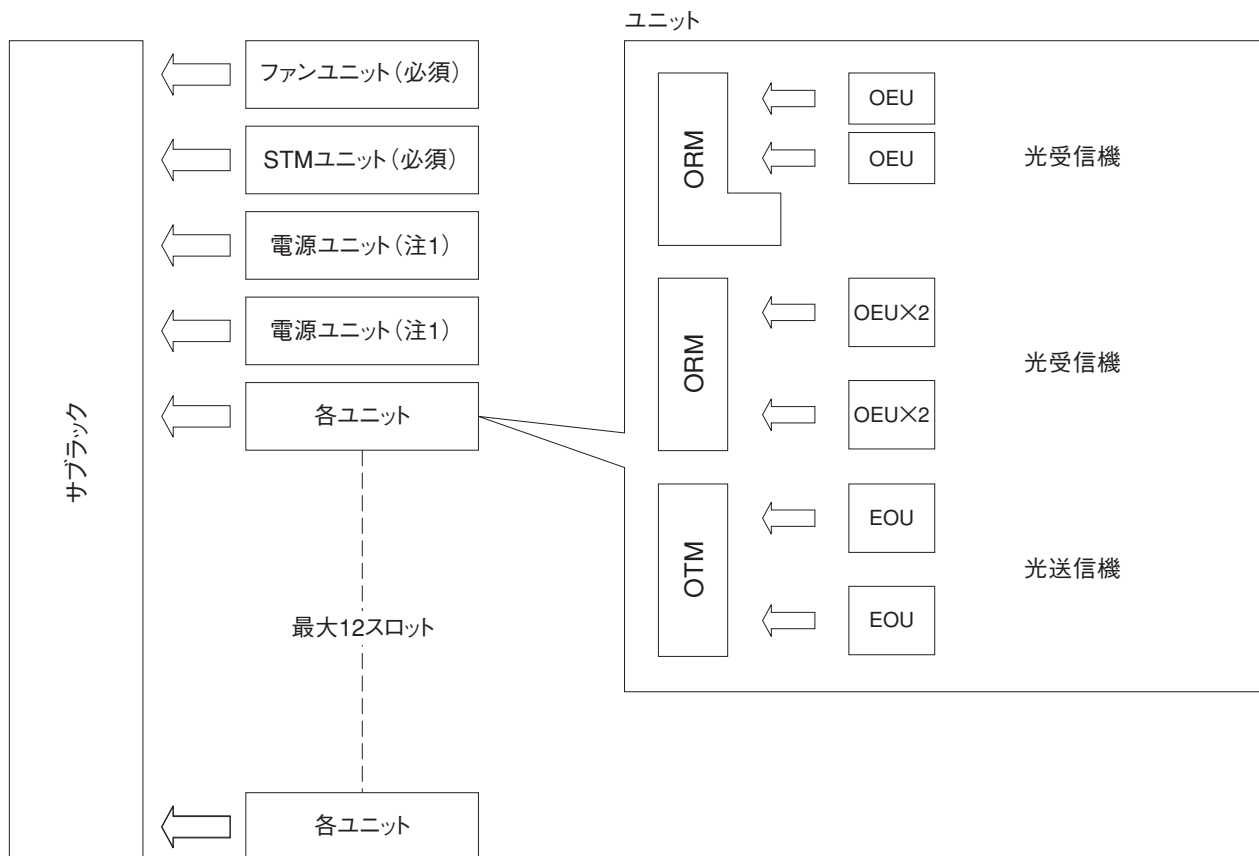 ユニット
サブラック
ファンユニット（必須）
STMユニット（必須）
電源ユニット（注1）
電源ユニット（注1）
各ユニット
最大12スロット
各ユニット
ORM
OEU
OEU
光受信機
ORM
OEU×2
OEU×2
光受信機
OTM
EOU
EOU
光送信機